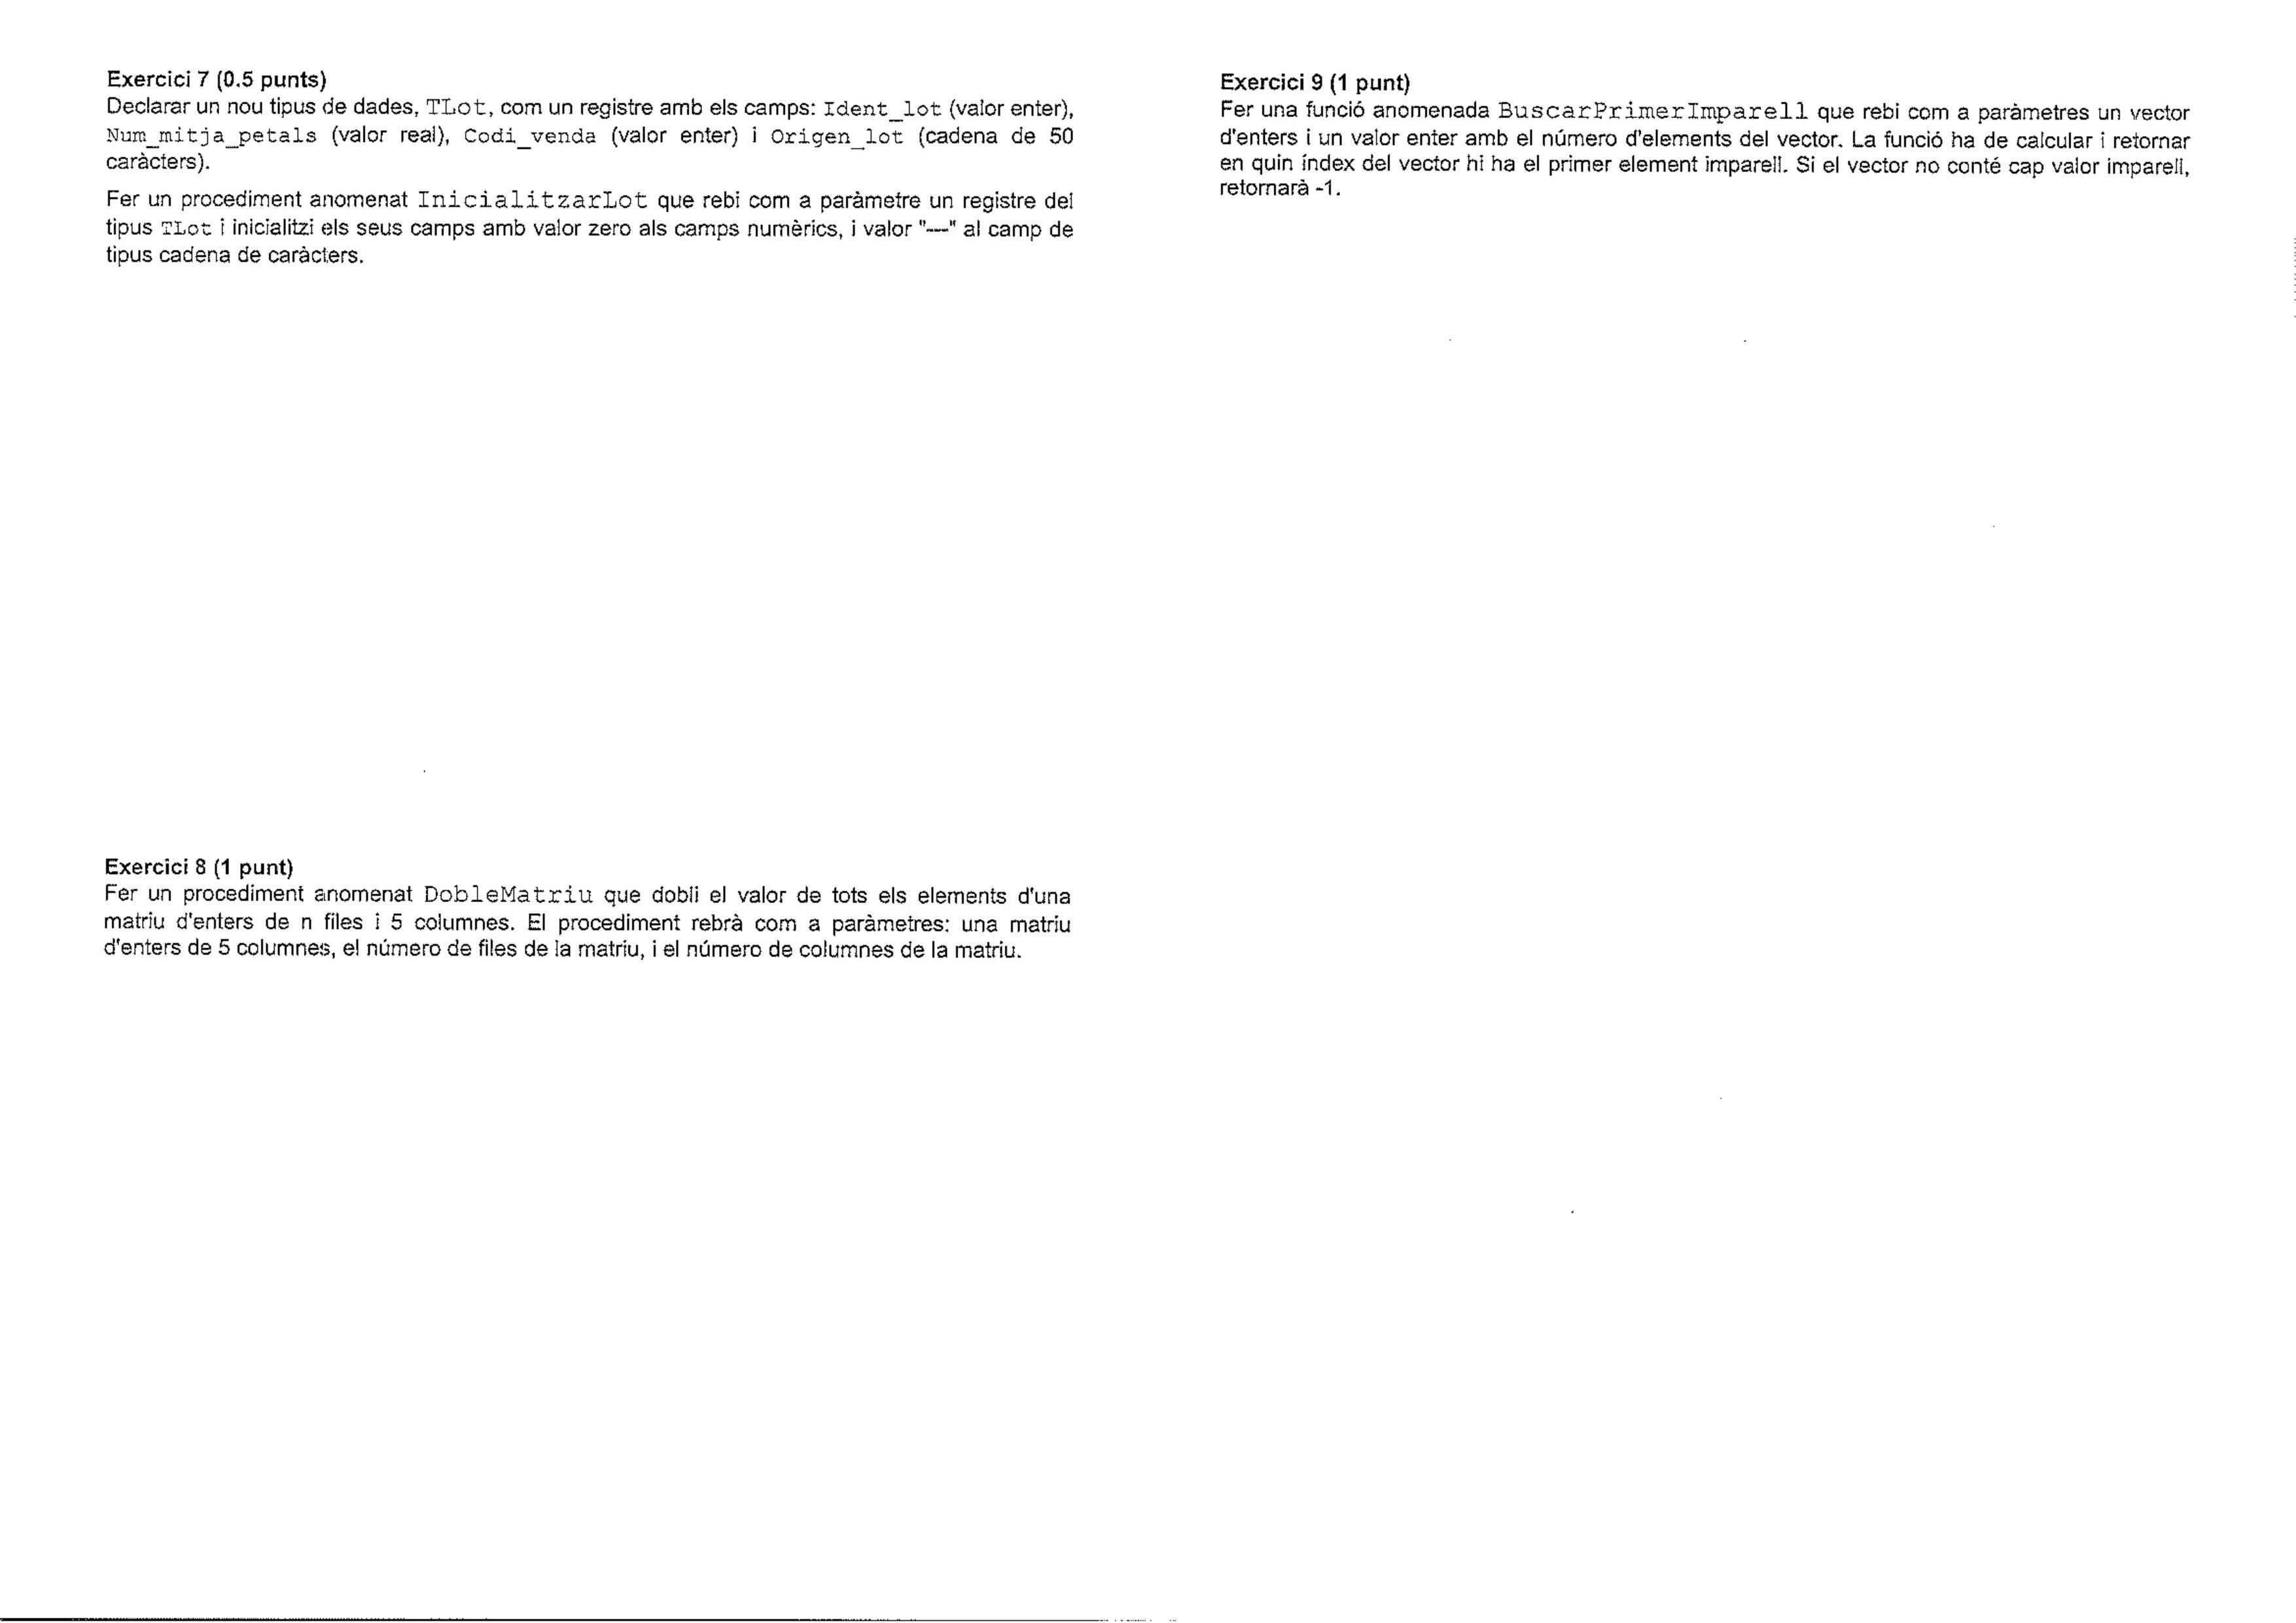 Exercici 7 (0.5 punts)
Declarar un nou tipus de dades, TLot, com un registre amb els camps: Ident_lot (valor enter),
Num_mitja_petals (valor real), Codi_venda (valor enter) i Origen_lot (cadena de 50
caràcters).
Fer un procediment anomenat InicialitzarLot que rebi com a paràmetre un registre del
tipus TLot i inicialitzi els seus camps amb valor zero als camps numèrics, i valor "---" al camp de
tipus cadena de caràcters.
Exercici 8 (1 punt)
Fer un procediment anomenat DobleMatriu que dobli el valor de tots els elements d'una
matriu d'enters de n files i 5 columnes. El procediment rebrà com a paràmetres: una matriu
d'enters de 5 columnes, el número de files de la matriu, i el número de columnes de la matriu.
Exercici 9 (1 punt)
Fer una funció anomenada BuscarPrimerImparell que rebi com a paràmetres un vector
d'enters i un valor enter amb el número d'elements del vector. La funció ha de calcular i retornar
en quin índex del vector hi ha el primer element imparell. Si el vector no conté cap valor imparell,
retornarà -1.